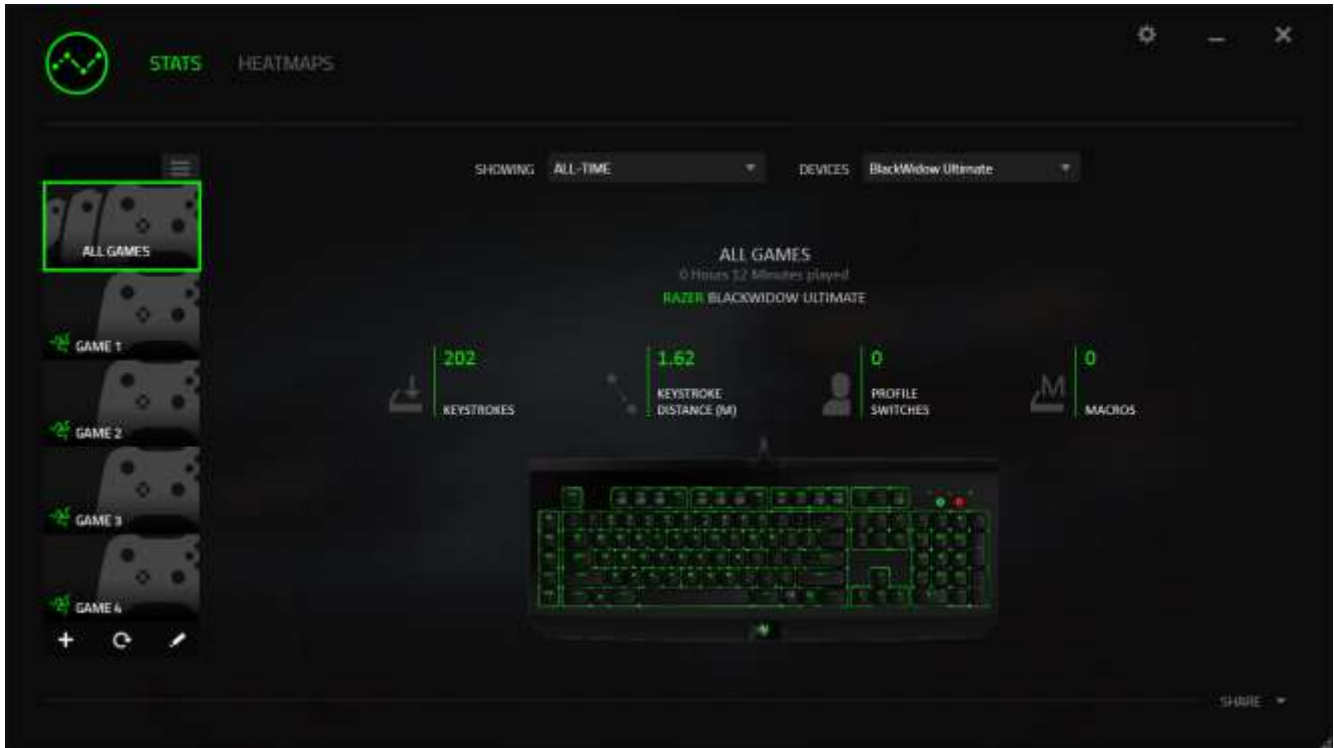 STATS HEATMAPS
SHOWING ALL-TIME DEVICES BlackWidow Ultimate
ALL GAMES
GAME 1
GAME 2
GAME 3
GAME 4
ALL GAMES
0 Hours 12 Minutes played
RAZER BLACKWIDOW ULTIMATE
202
KEYSTROKES
1.62
KEYSTROKE
DISTANCE (M)
0
PROFILE
SWITCHES
M
0
MACROS
SHARE